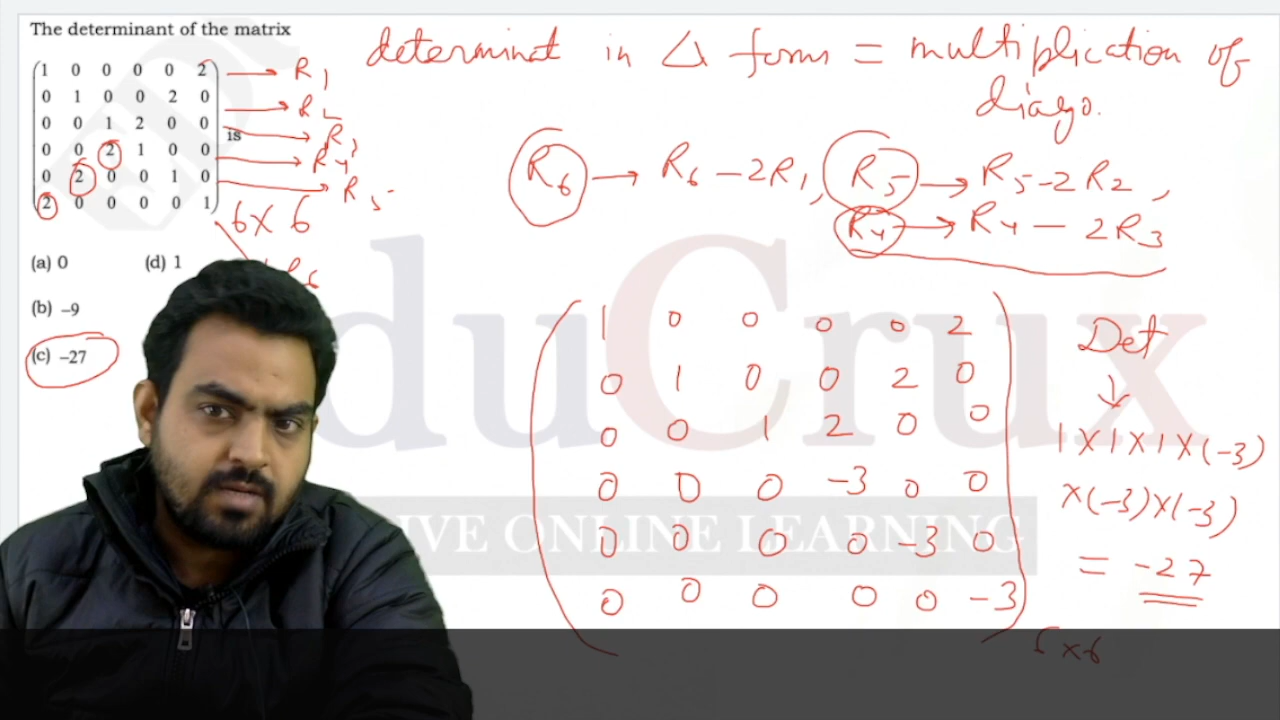 The determinant of the matrix
1 0 0 0 0 2
0 1 0 0 2 0
0 0 1 2 0 0
0 0 2 1 0 0
0 2 0 0 1 0
2 0 0 0 0 1
is
R1
R2
R3
R4
R5
6×6
(a) 0
(d) 1
(b) –9
(c) –27
determinat in △ form = multiplication of
diago.
R6 → R6 – 2R1, R5 → R5 – 2R2,
R4 → R4 – 2R3
1 0 0 0 0 2
0 1 0 0 2 0
0 0 1 2 0 0
0 0 0 -3 0 0
0 0 0 0 -3 0
0 0 0 0 0 -3
6×6
Det
↓
1×1×1×(-3)
×(-3)×(-3)
= -27
duCrux
IVE ONLINE LEARNING